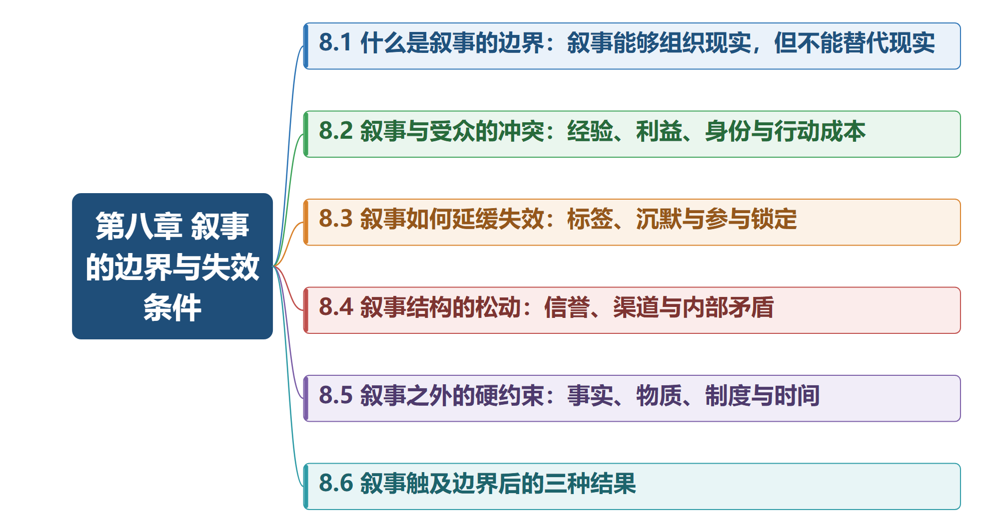 第八章 叙事
的边界与失效
条件
8.1 什么是叙事的边界：叙事能够组织现实，但不能替代现实
8.2 叙事与受众的冲突：经验、利益、身份与行动成本
8.3 叙事如何延缓失效：标签、沉默与参与锁定
8.4 叙事结构的松动：信誉、渠道与内部矛盾
8.5 叙事之外的硬约束：事实、物质、制度与时间
8.6 叙事触及边界后的三种结果